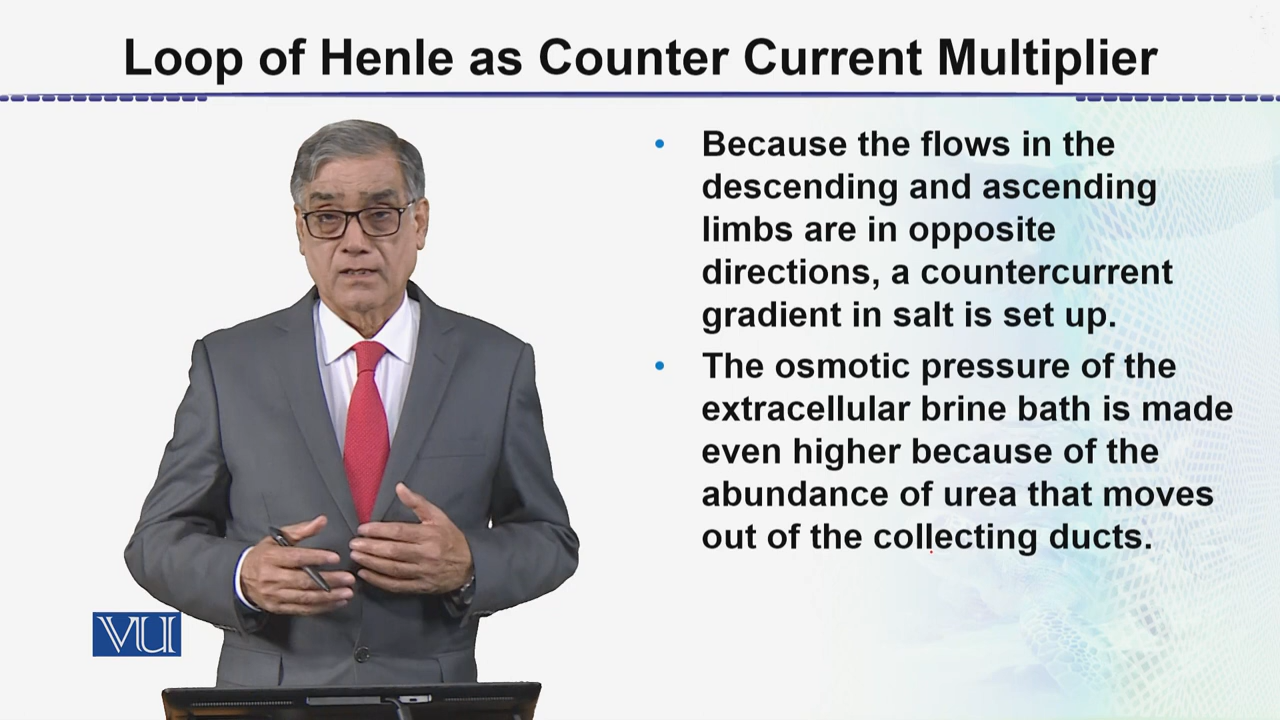 Loop of Henle as Counter Current Multiplier
• Because the flows in the
descending and ascending
limbs are in opposite
directions, a countercurrent
gradient in salt is set up.
• The osmotic pressure of the
extracellular brine bath is made
even higher because of the
abundance of urea that moves
out of the collecting ducts.
VU